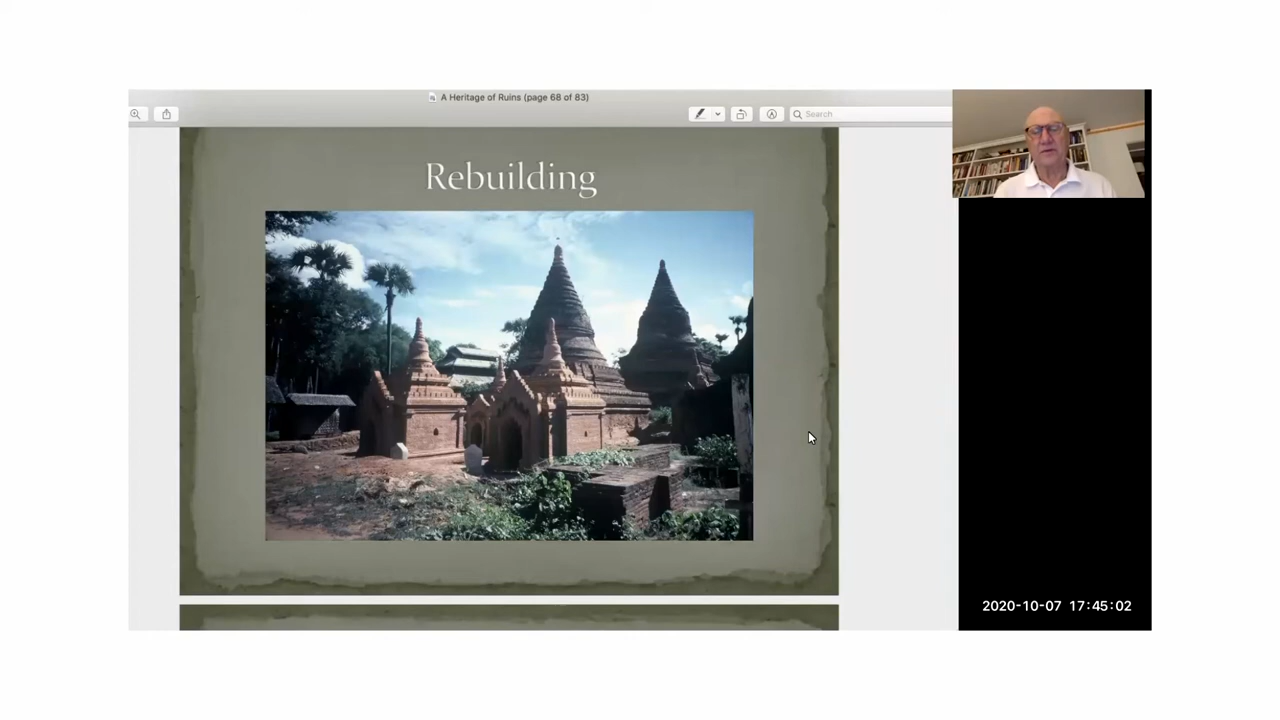 A Heritage of Ruins (page 68 of 83)
Search
Rebuilding
2020-10-07 17:45:02